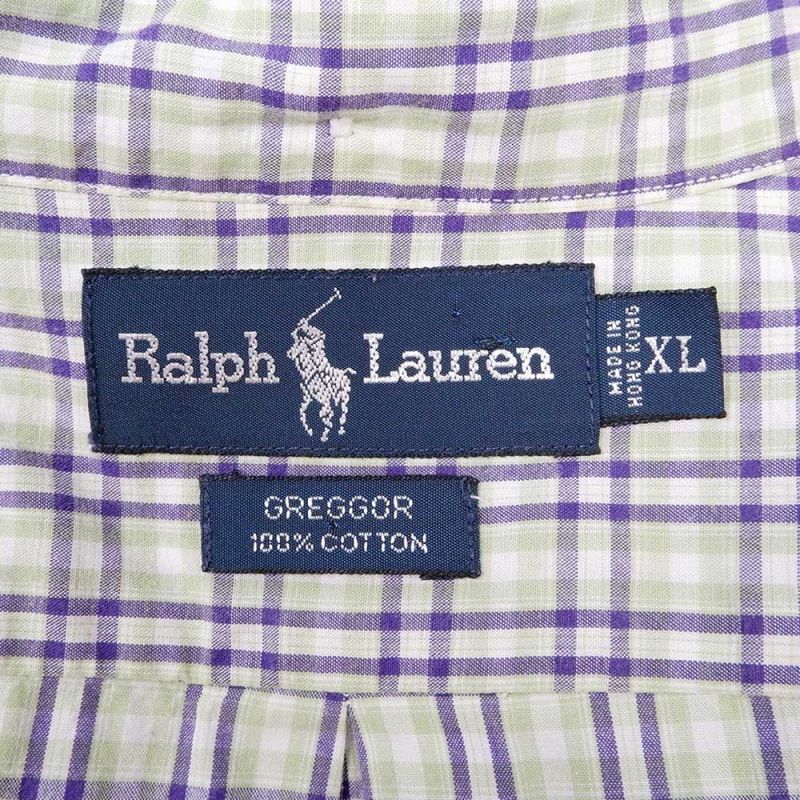 Ralph Lauren
MADE IN
HONG KONG
XL
GREGGOR
100% COTTON